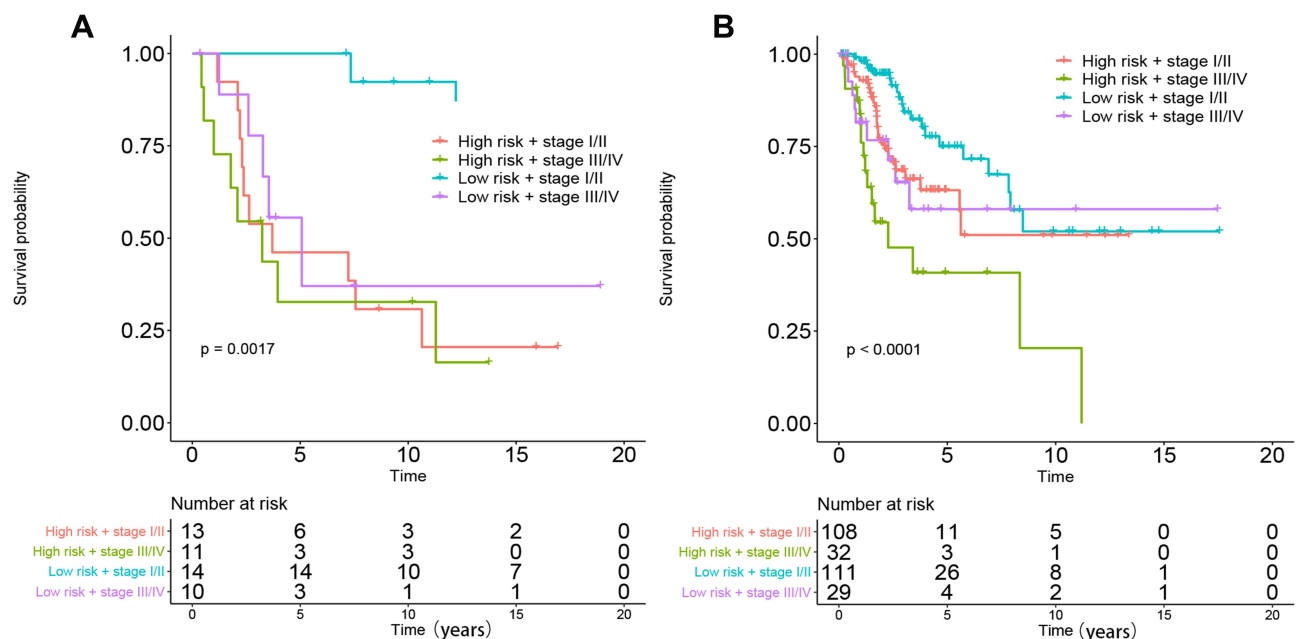 A
Survival probability
1.00
0.75
0.50
0.25
0.00
High risk + stage I/II
High risk + stage III/IV
Low risk + stage I/II
Low risk + stage III/IV
p = 0.0017
0 5 10 15 20
Time
Number at risk
High risk + stage I/II 13 6 3 2 0
High risk + stage III/IV 11 3 3 0 0
Low risk + stage I/II 14 14 10 7 0
Low risk + stage III/IV 10 3 1 1 0
0 5 10 15 20
Time (years)
B
Survival probability
1.00
0.75
0.50
0.25
0.00
High risk + stage I/II
High risk + stage III/IV
Low risk + stage I/II
Low risk + stage III/IV
p < 0.0001
0 5 10 15 20
Time
Number at risk
High risk + stage I/II 108 11 5 0 0
High risk + stage III/IV 32 3 1 0 0
Low risk + stage I/II 111 26 8 1 0
Low risk + stage III/IV 29 4 2 1 0
0 5 10 15 20
Time (years)